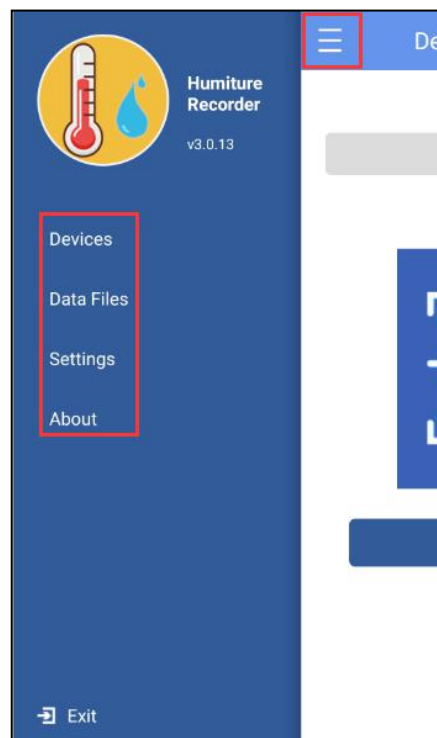 Humiture
Recorder
v3.0.13
Devices
Data Files
Settings
About
Exit